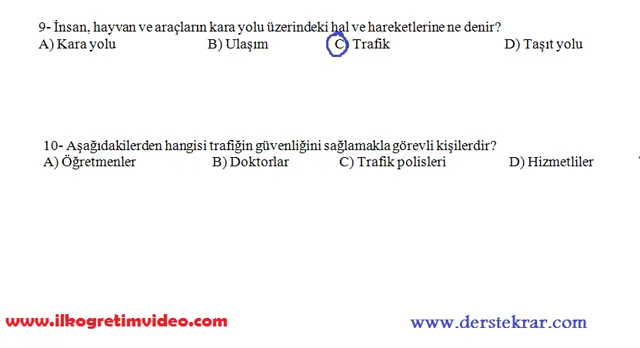 9- İnsan, hayvan ve araçların kara yolu üzerindeki hal ve hareketlerine ne denir?
A) Kara yolu B) Ulaşım C) Trafik D) Taşıt yolu
10- Aşağıdakilerden hangisi trafiğin güvenliğini sağlamakla görevli kişilerdir?
A) Öğretmenler B) Doktorlar C) Trafik polisleri D) Hizmetliler
www.ilkogretimvideo.com www.derstekrar.com